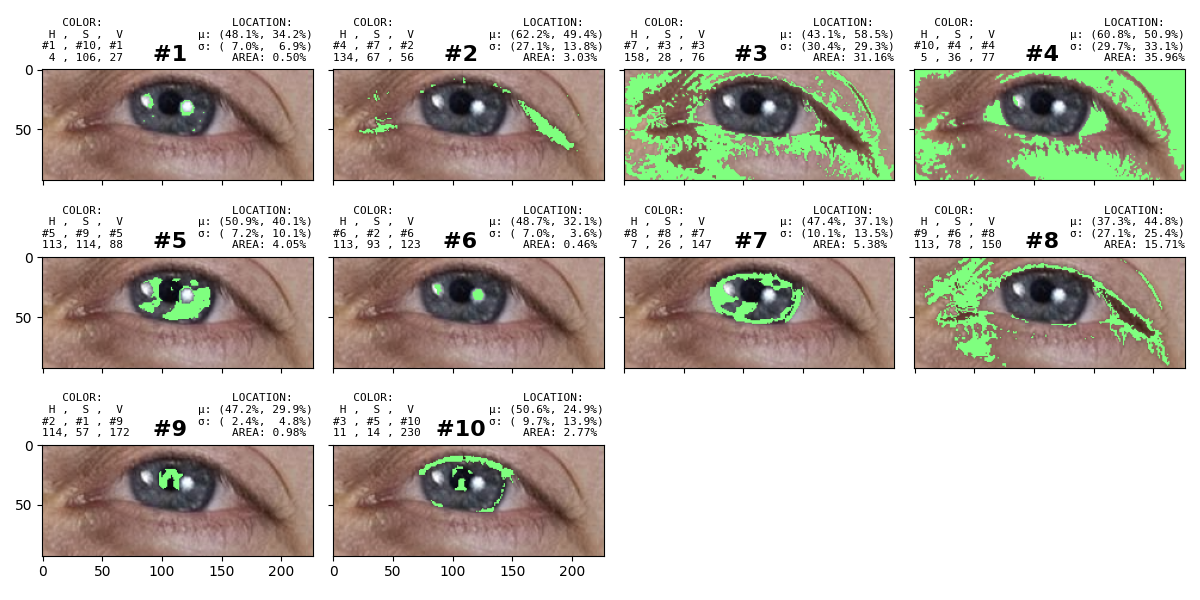 COLOR: LOCATION:
H , S , V μ: (48.1%, 34.2%)
#1 , #10, #1 σ: ( 7.0%, 6.9%)
4 , 106, 27 #1 AREA: 0.50%
COLOR: LOCATION:
H , S , V μ: (62.2%, 49.4%)
#4 , #7 , #2 σ: (27.1%, 13.8%)
134, 67 , 56 #2 AREA: 3.03%
COLOR: LOCATION:
H , S , V μ: (43.1%, 58.5%)
#7 , #3 , #3 σ: (30.4%, 29.3%)
158, 28 , 76 #3 AREA: 31.16%
COLOR: LOCATION:
H , S , V μ: (60.8%, 50.9%)
#10, #4 , #4 σ: (29.7%, 33.1%)
5 , 36 , 77 #4 AREA: 35.96%
0
50
COLOR: LOCATION:
H , S , V μ: (50.9%, 40.1%)
#5 , #9 , #5 σ: ( 7.2%, 10.1%)
113, 114, 88 #5 AREA: 4.05%
COLOR: LOCATION:
H , S , V μ: (48.7%, 32.1%)
#6 , #2 , #6 σ: ( 7.0%, 3.6%)
113, 93 , 123 #6 AREA: 0.46%
COLOR: LOCATION:
H , S , V μ: (47.4%, 37.1%)
#8 , #8 , #7 σ: (10.1%, 13.5%)
7 , 26 , 147 #7 AREA: 5.38%
COLOR: LOCATION:
H , S , V μ: (37.3%, 44.8%)
#9 , #6 , #8 σ: (27.1%, 25.4%)
113, 78 , 150 #8 AREA: 15.71%
0
50
COLOR: LOCATION:
H , S , V μ: (47.2%, 29.9%)
#2 , #1 , #9 σ: ( 2.4%, 4.8%)
114, 57 , 172 #9 AREA: 0.98%
COLOR: LOCATION:
H , S , V μ: (50.6%, 24.9%)
#3 , #5 , #10 σ: ( 9.7%, 13.9%)
11 , 14 , 230 #10 AREA: 2.77%
0
50
0 50 100 150 200
0 50 100 150 200